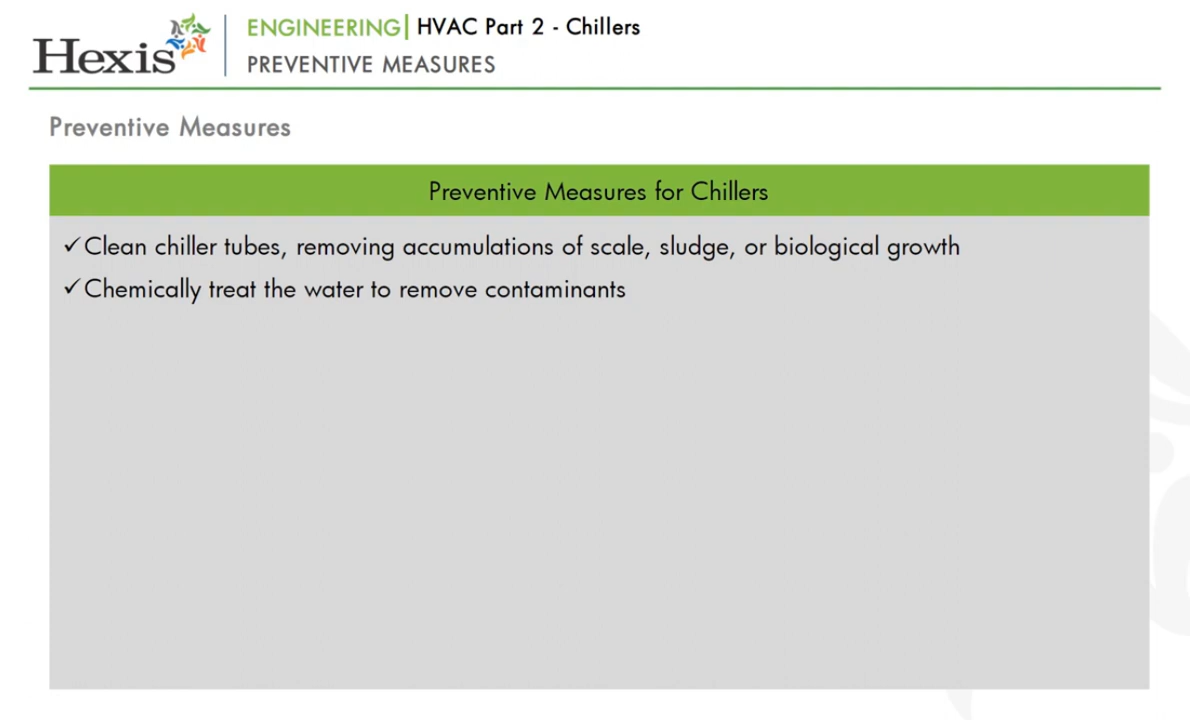 Hexis
ENGINEERING| HVAC Part 2 - Chillers
PREVENTIVE MEASURES
Preventive Measures
Preventive Measures for Chillers
✓ Clean chiller tubes, removing accumulations of scale, sludge, or biological growth
✓ Chemically treat the water to remove contaminants